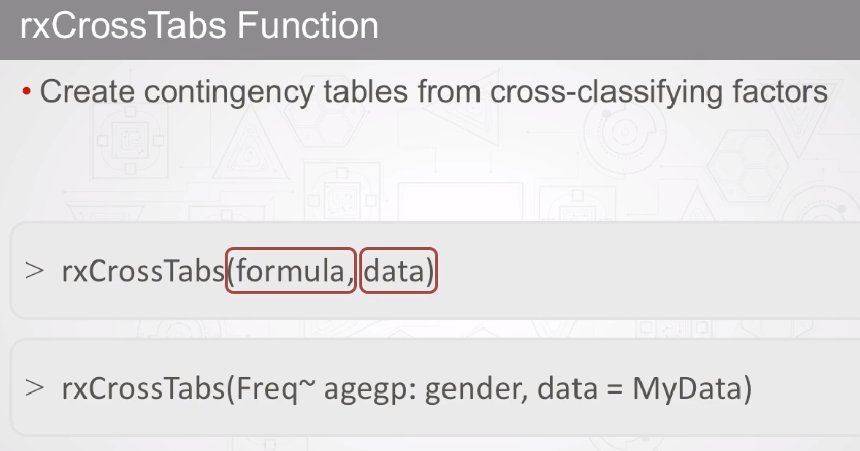 rxCrossTabs Function
• Create contingency tables from cross-classifying factors
> rxCrossTabs(formula, data)
> rxCrossTabs(Freq~ agegp: gender, data = MyData)